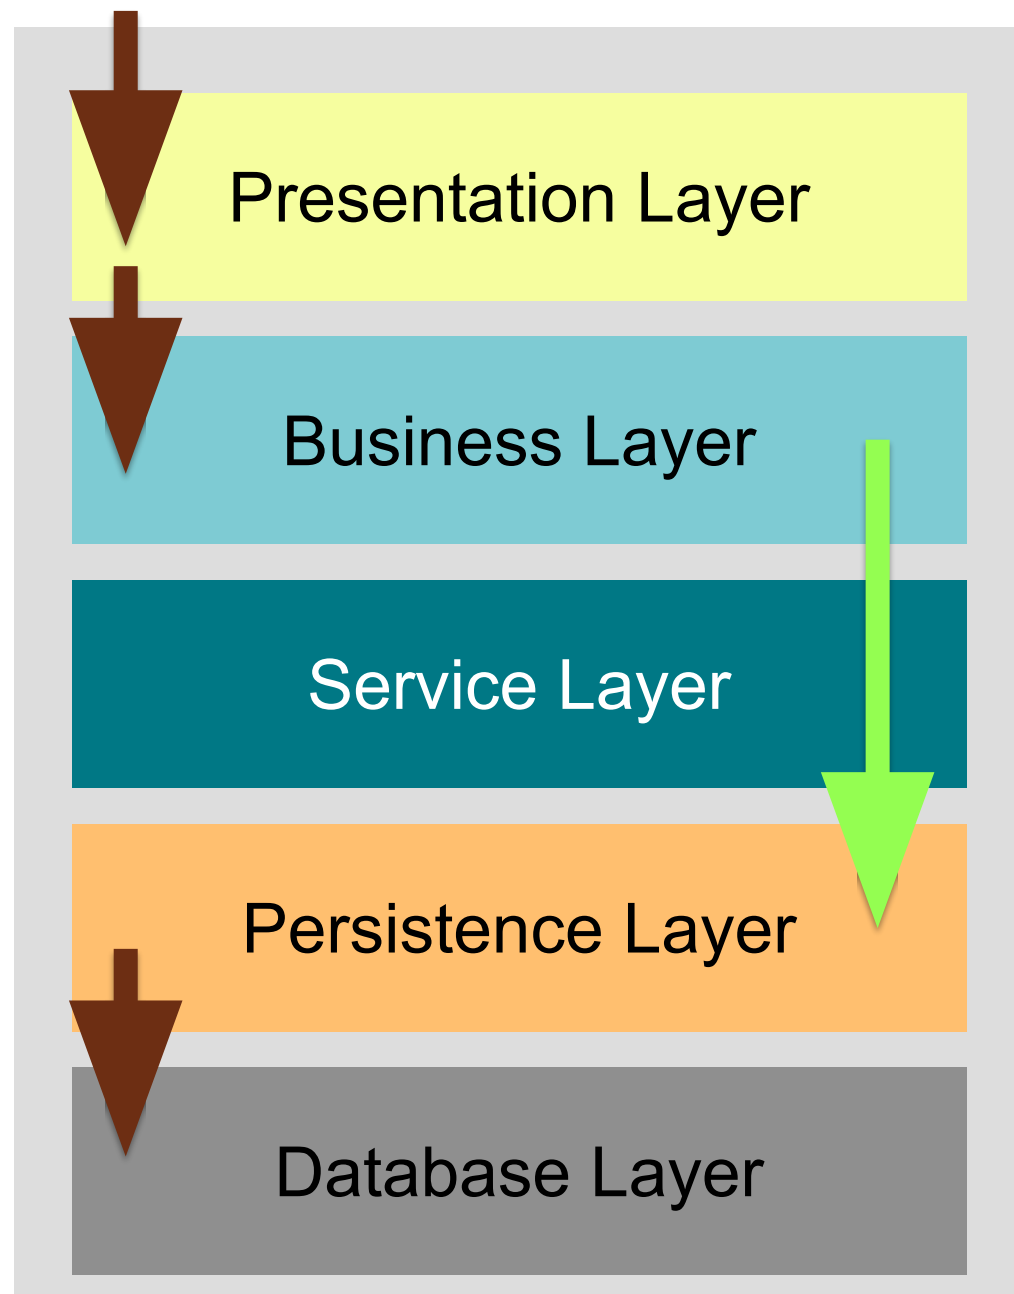 Presentation Layer
Business Layer
Service Layer
Persistence Layer
Database Layer